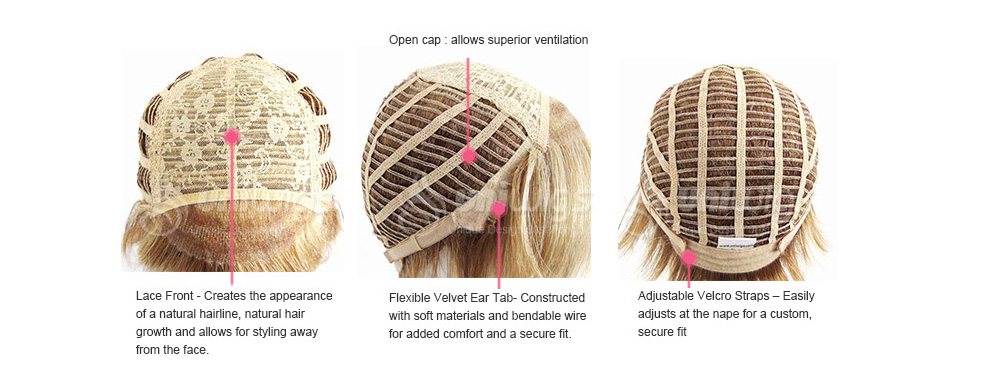 Open cap : allows superior ventilation
Lace Front - Creates the appearance
of a natural hairline, natural hair
growth and allows for styling away
from the face.
Flexible Velvet Ear Tab- Constructed
with soft materials and bendable wire
for added comfort and a secure fit.
Adjustable Velcro Straps – Easily
adjusts at the nape for a custom,
secure fit